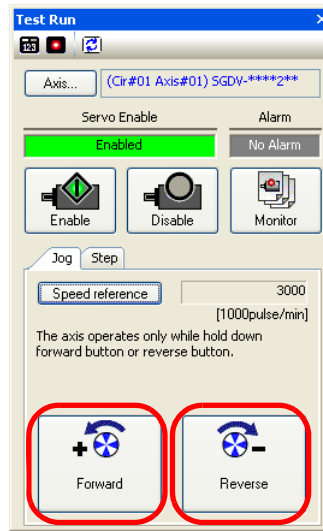 Test Run
123
Axis...
(Cir#01 Axis#01) SGDV-****2**
Servo Enable
Alarm
Enabled
No Alarm
Enable
Disable
Monitor
Jog
Step
Speed reference
3000
[1000pulse/min]
The axis operates only while hold down
forward button or reverse button.
+
-
Forward
Reverse